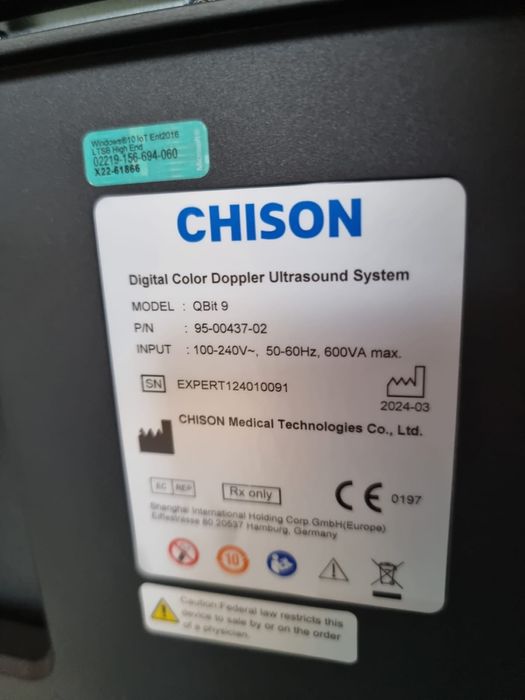 Windows®10 IoT Ent2016
LTSB High End
02219-156-694-060
X22-61866
Microsoft
CHISON
Digital Color Doppler Ultrasound System
MODEL : QBit 9
P/N : 95-00437-02
INPUT : 100-240V~, 50-60Hz, 600VA max.
SN EXPERT124010091
2024-03
CHISON Medical Technologies Co., Ltd.
EC REP
Rx only
CE 0197
Shanghai International Holding Corp.GmbH(Europe)
Eiffestrasse 80 20537 Hamburg, Germany
10
Caution:Federal law restricts this
device to sale by or on the order
of a physician.